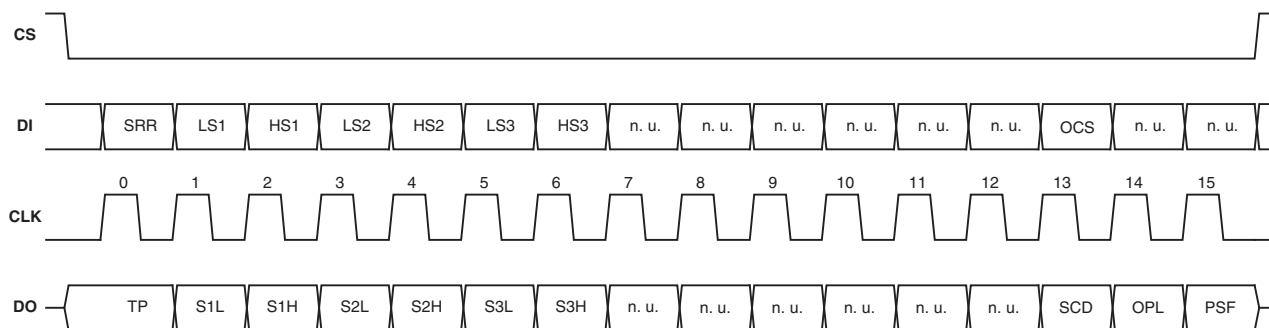 CS
DI SRR LS1 HS1 LS2 HS2 LS3 HS3 n. u. n. u. n. u. n. u. n. u. n. u. OCS n. u. n. u.
0 1 2 3 4 5 6 7 8 9 10 11 12 13 14 15
CLK
DO TP S1L S1H S2L S2H S3L S3H n. u. n. u. n. u. n. u. n. u. n. u. SCD OPL PSF